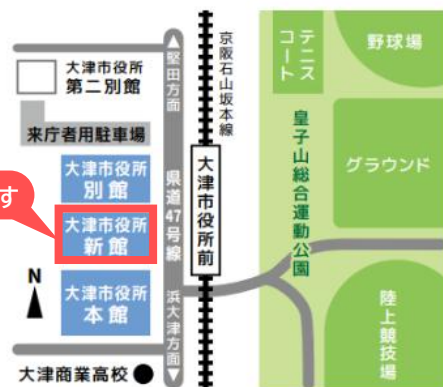 大津市役所
第二別館
来庁者用駐車場
大津市役所
別館
大津市役所
新館
す
N
大津市役所
本館
大津商業高校
▲堅田方面
県道47号線
浜大津方面▼
京阪石山坂本線
大津市役所前
テニス
コート
野球場
皇子山総合運動公園
グラウンド
陸上競技場